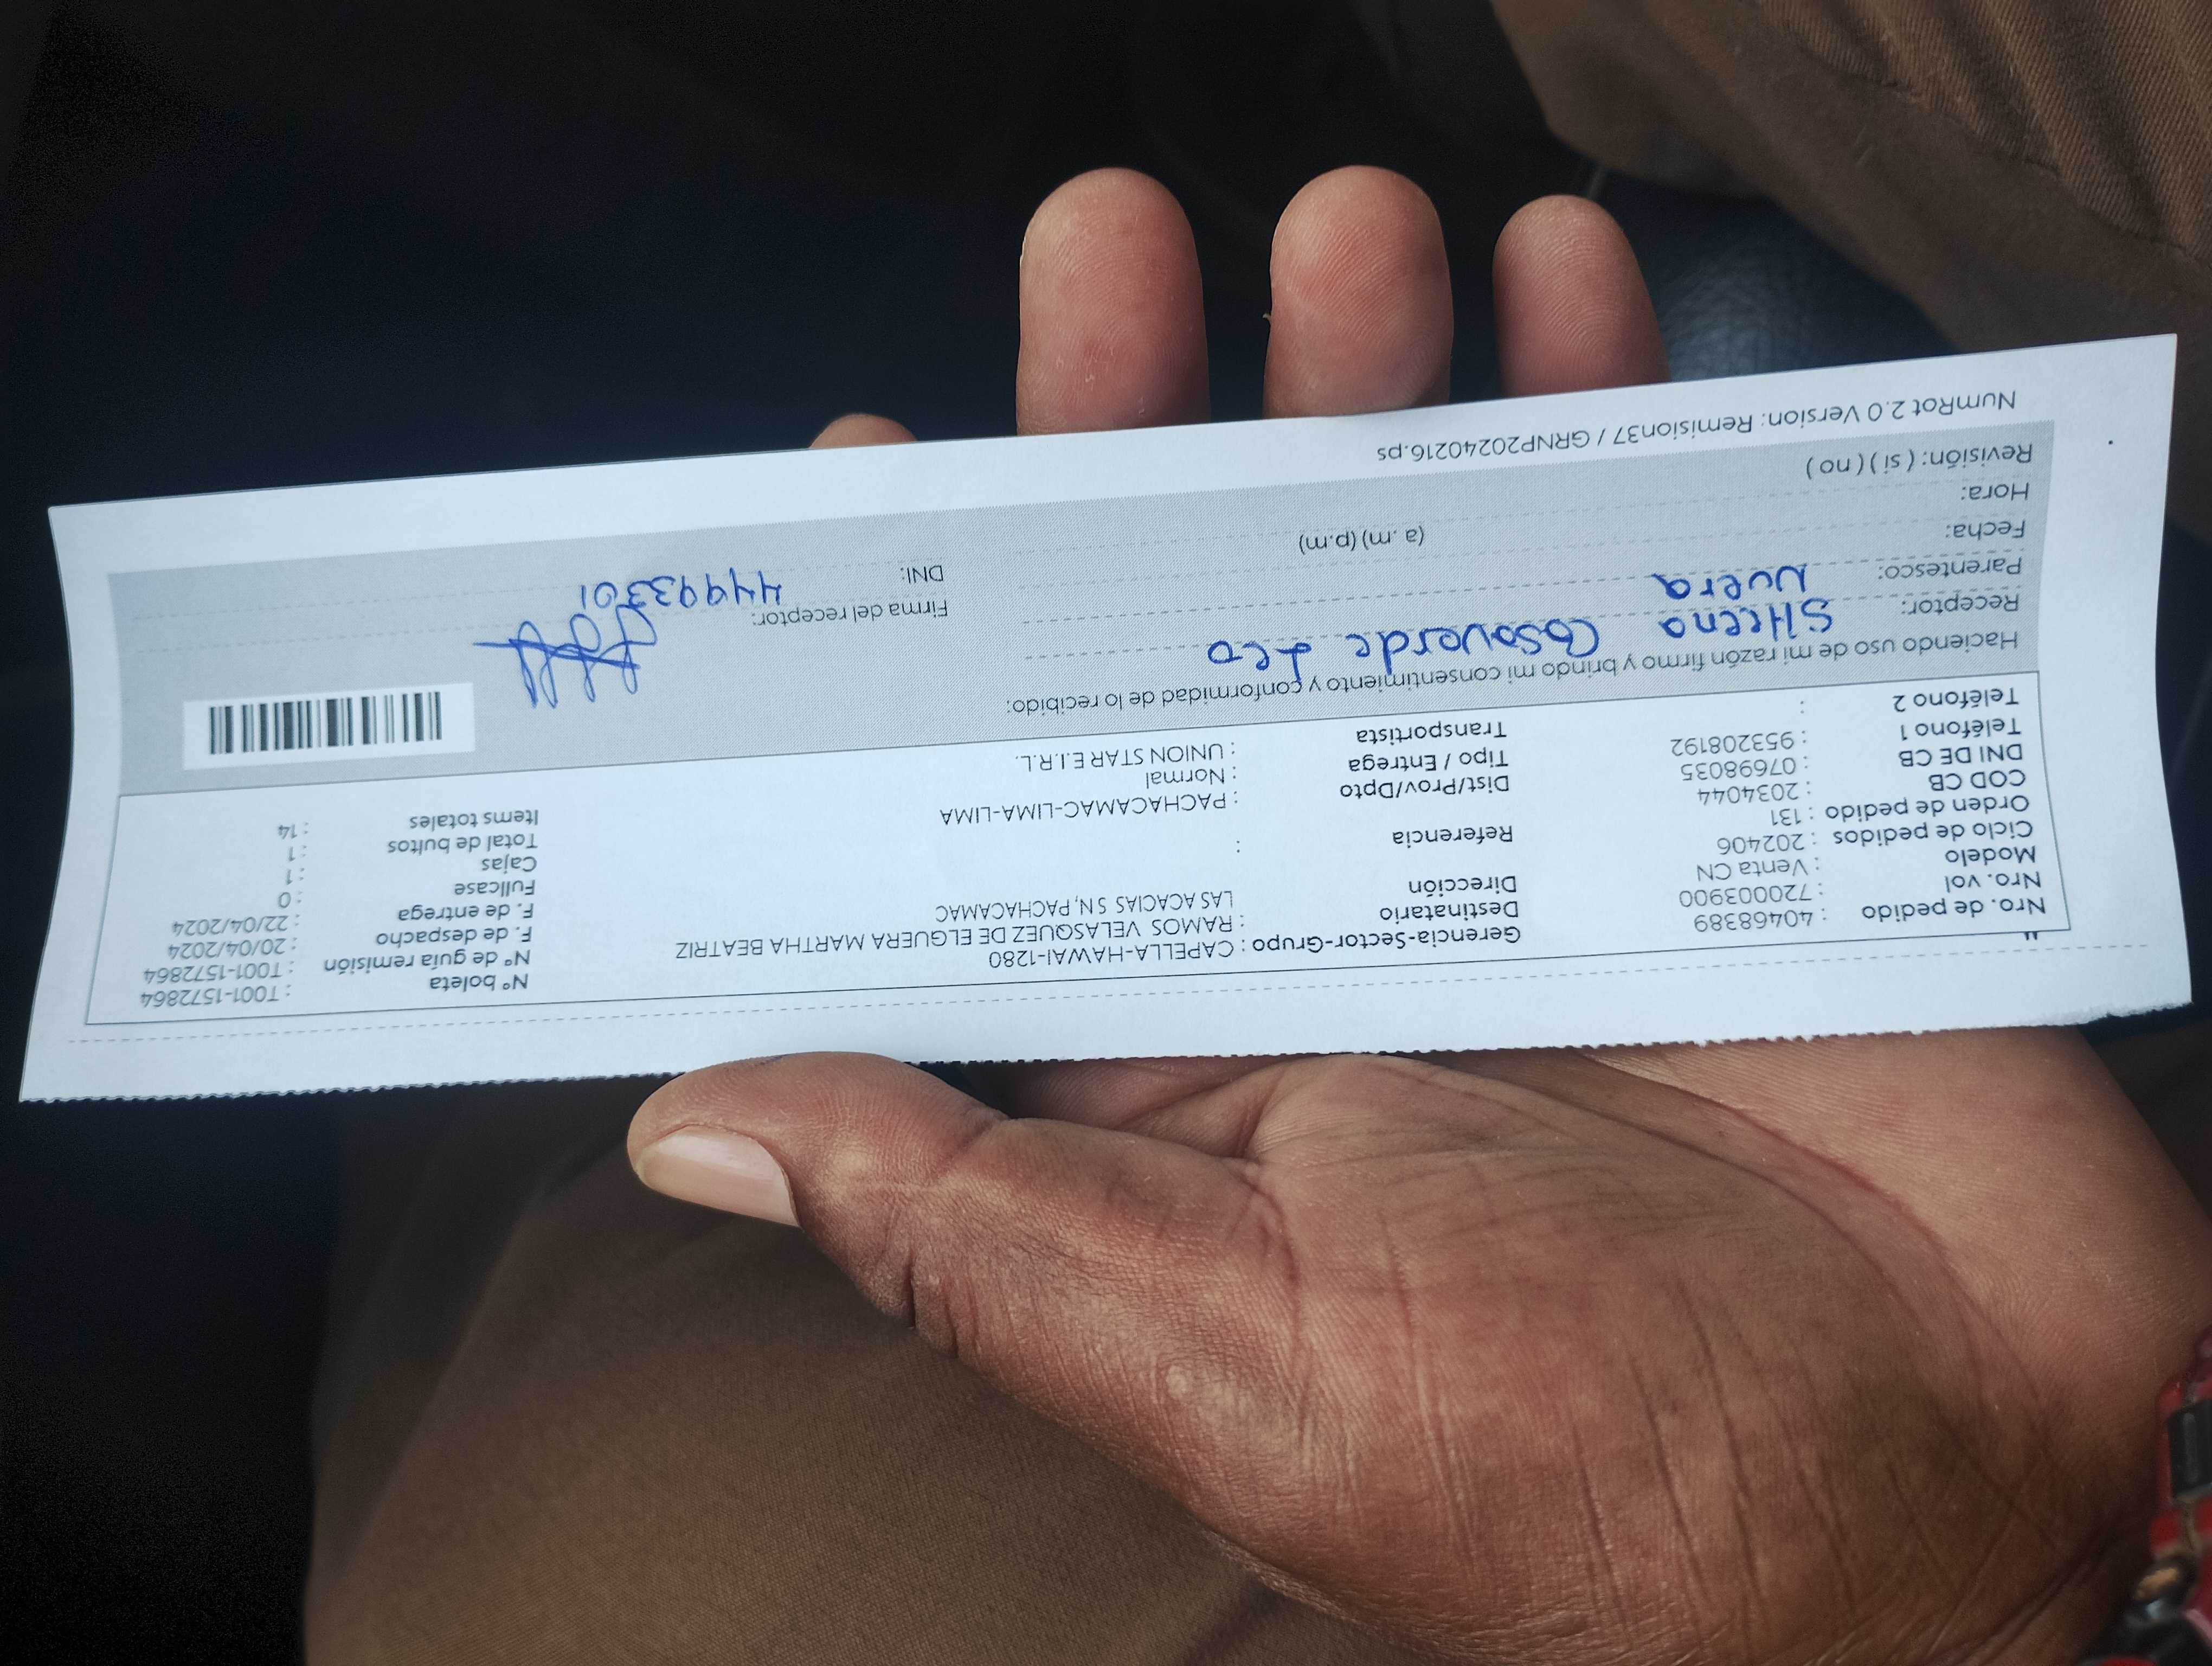 Nro. de pedido : 40468389
Nro. vol : 720003900
Modelo : Venta CN
Ciclo de pedidos : 202406
Orden de pedido : 131
COD CB : 2034044
DNI DE CB : 07698035
Teléfono 1 : 953208192
Teléfono 2 :
Gerencia-Sector-Grupo : CAPELLA-HAWAI-1280
Destinatario : RAMOS VELASQUEZ DE ELGUERA MARTHA BEATRIZ
Dirección LAS ACACIAS SN, PACHACAMAC
Referencia :
Dist/Prov/Dpto : PACHACAMAC-LIMA-LIMA
Tipo / Entrega : Normal
Transportista : UNION STAR E.I.R.L.
N° boleta : T001-1572864
N° de guía remisión : T001-1572864
F. de despacho : 20/04/2024
F. de entrega : 22/04/2024
Fullcase : 0
Cajas : 1
Total de bultos : 1
Items totales : 14
Haciendo uso de mi razón firmo y brindo mi consentimiento y conformidad de lo recibido:
Receptor: SHeena Casaverde Leo
Parentesco: Nuera
Fecha:
Hora: (a .m) (p.m)
Revisión: ( si ) ( no )
Firma del receptor:
DNI: 44493301
NumRot 2.0 Version: Remision37 / GRNP20240216.ps